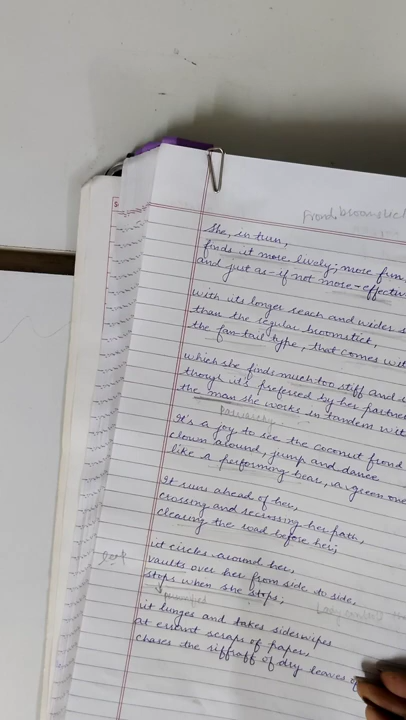 Frond, broomstick
She, in turn,
finds it more lively; more fun,
and just as-if not more-effective
With its longer reach and wider s
than the regular broomstick,
the fan-tail type, that comes wit
which she finds much too stiff and
though it's preferred by her partner
the man she works in tandem wit
patriarchy
It's a joy to see the coconut frond
clown around, jump and dance
like a performing bear, a green one
It runs ahead of her,
crossing and recrossing her path,
clearing the road before her;
it circles around her,
leap
vaults over her from side to side,
stops when she stops;
it lunges and takes sideswipes
at errant scraps of papers,
chases the riffraff of dry leaves of